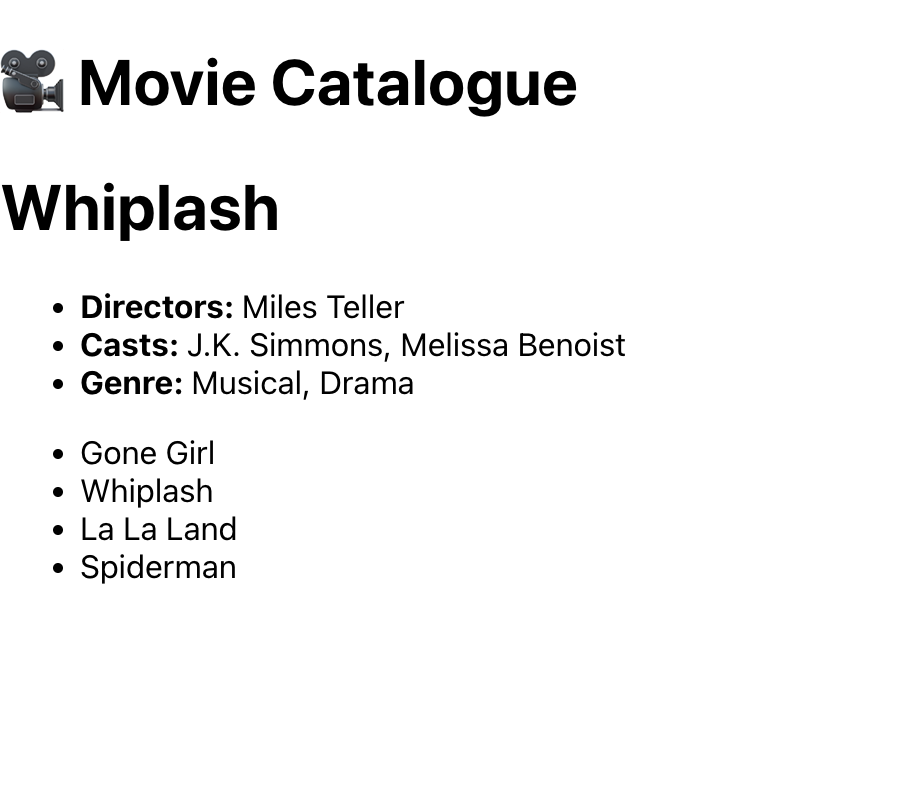 Movie Catalogue
Whiplash
Directors: Miles Teller
Casts: J.K. Simmons, Melissa Benoist
Genre: Musical, Drama
Gone Girl
Whiplash
La La Land
Spiderman